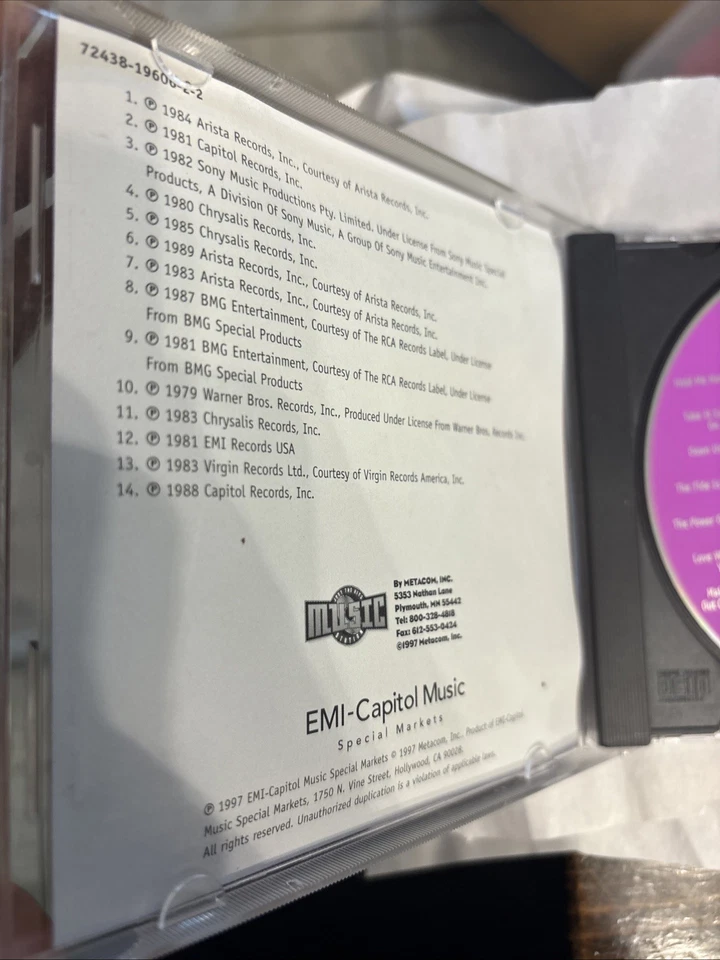 72438-19606-2-2
1. ℗ 1984 Arista Records, Inc., Courtesy of Arista Records, Inc.
2. ℗ 1981 Capitol Records, Inc.
3. ℗ 1982 Sony Music Productions Pty. Limited. Under License From Sony Music Special
Products, A Division Of Sony Music, A Group Of Sony Music Entertainment Inc.
4. ℗ 1980 Chrysalis Records, Inc.
5. ℗ 1985 Chrysalis Records, Inc.
6. ℗ 1989 Arista Records, Inc., Courtesy of Arista Records, Inc.
7. ℗ 1983 Arista Records, Inc., Courtesy of Arista Records, Inc.
8. ℗ 1987 BMG Entertainment, Courtesy of The RCA Records Label, Under License
From BMG Special Products
9. ℗ 1981 BMG Entertainment, Courtesy of The RCA Records Label, Under License
From BMG Special Products
10. ℗ 1979 Warner Bros. Records, Inc., Produced Under License From Warner Bros. Records Inc.
11. ℗ 1983 Chrysalis Records, Inc.
12. ℗ 1981 EMI Records USA
13. ℗ 1983 Virgin Records Ltd., Courtesy of Virgin Records America, Inc.
14. ℗ 1988 Capitol Records, Inc.
MUSIC
By METACOM, INC.
5353 Nathan Lane
Plymouth, MN 55442
Tel: 800-328-4818
Fax: 612-553-0424
©1997 Metacom, Inc.
EMI-Capitol Music
Special Markets
℗ 1997 EMI-Capitol Music Special Markets © 1997 Metacom, Inc., Product of EMI-Capitol
Music Special Markets, 1750 N. Vine Street, Hollywood, CA 90028.
All rights reserved. Unauthorized duplication is a violation of applicable laws.
The Power